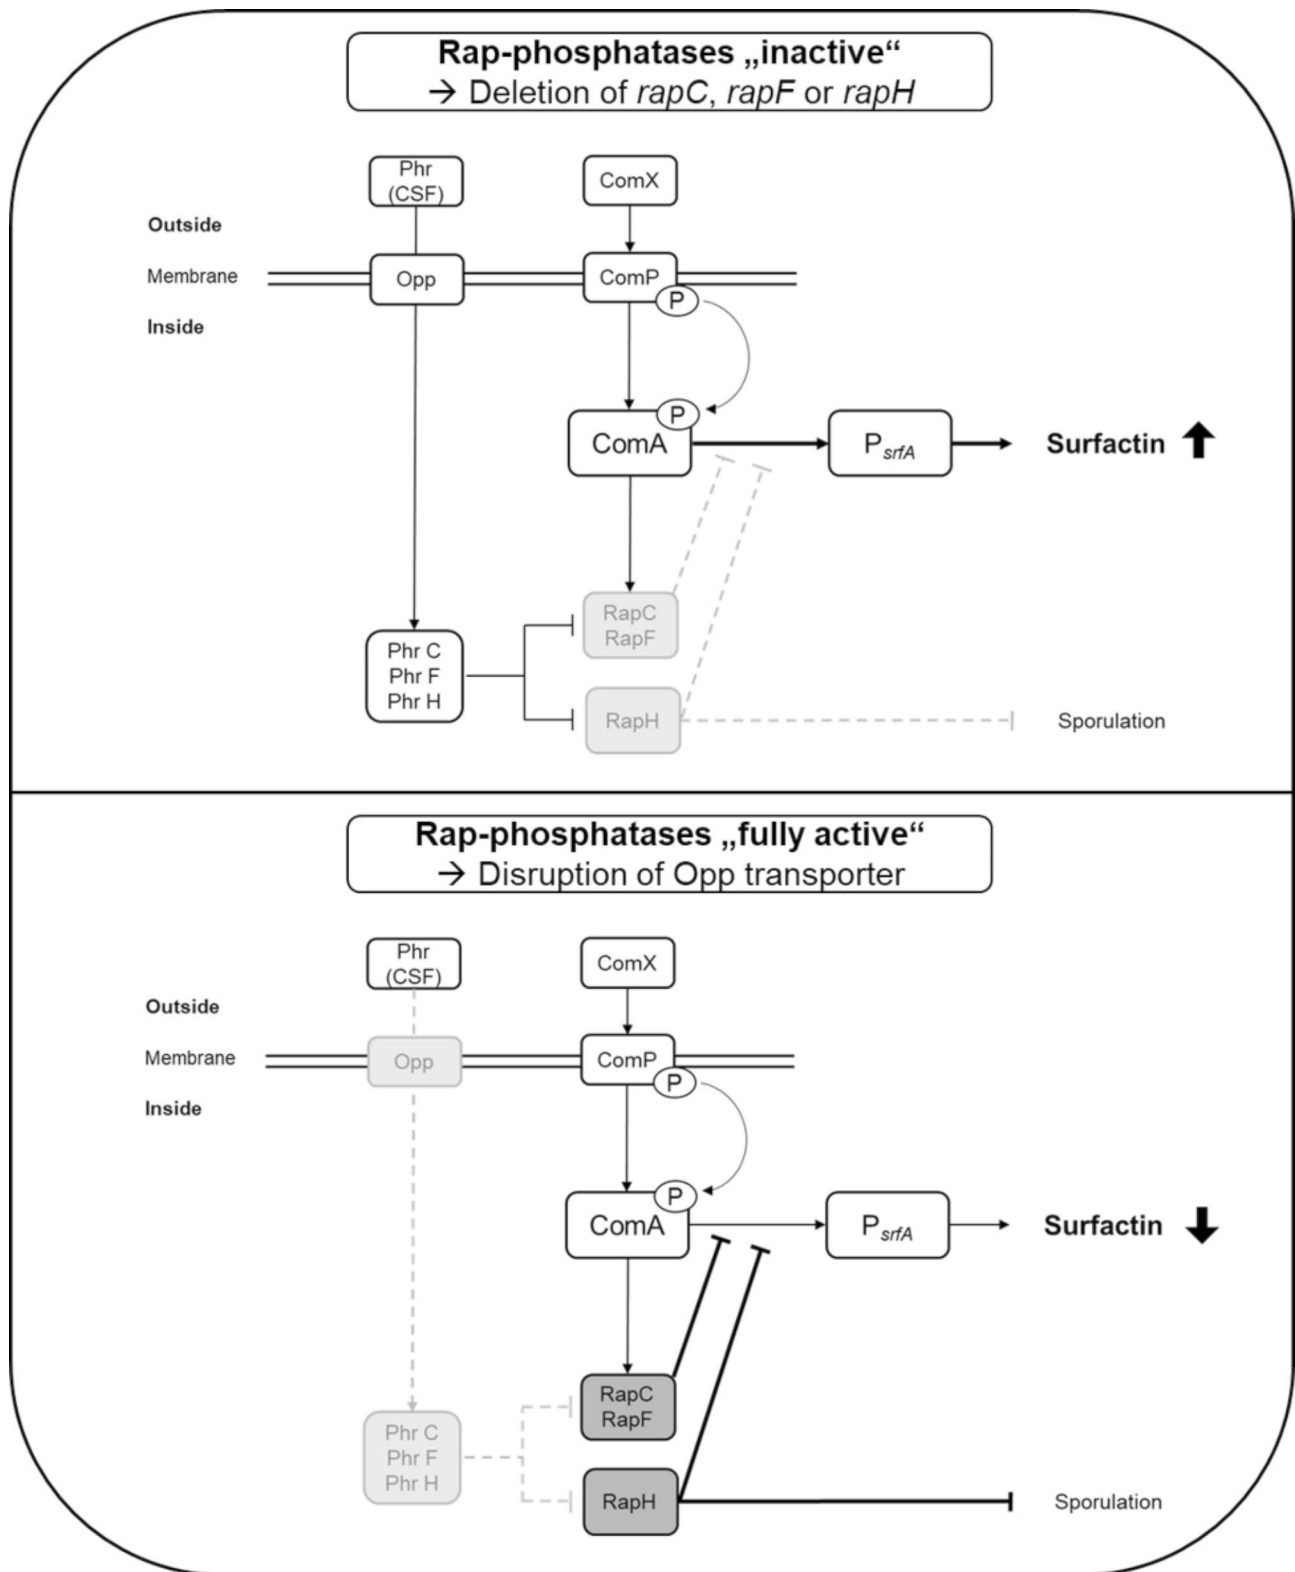 Rap-phosphatases „inactive“
→ Deletion of rapC, rapF or rapH
Phr
(CSF)
ComX
Outside
Membrane
Opp
ComP
P
Inside
P
ComA
P srfA
Surfactin
RapC
RapF
Phr C
Phr F
Phr H
RapH
Sporulation
Rap-phosphatases „fully active“
→ Disruption of Opp transporter
Phr
(CSF)
ComX
Outside
Membrane
Opp
ComP
P
Inside
P
ComA
P srfA
Surfactin
RapC
RapF
Phr C
Phr F
Phr H
RapH
Sporulation